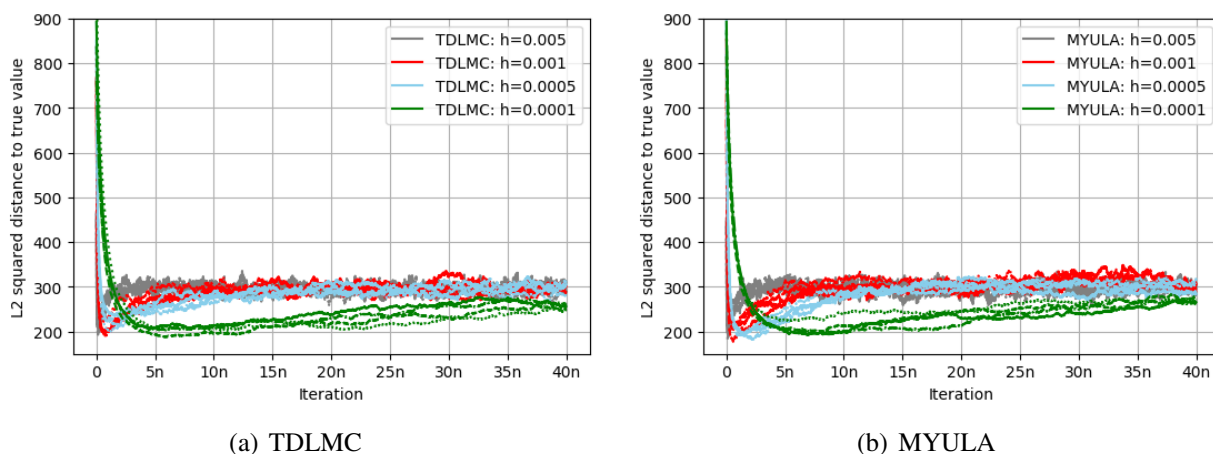 L2 squared distance to true value
900
800
700
600
500
400
300
200
TDLMC: h=0.005
TDLMC: h=0.001
TDLMC: h=0.0005
TDLMC: h=0.0001
0 5n 10n 15n 20n 25n 30n 35n 40n
Iteration
(a) TDLMC
L2 squared distance to true value
900
800
700
600
500
400
300
200
MYULA: h=0.005
MYULA: h=0.001
MYULA: h=0.0005
MYULA: h=0.0001
0 5n 10n 15n 20n 25n 30n 35n 40n
Iteration
(b) MYULA